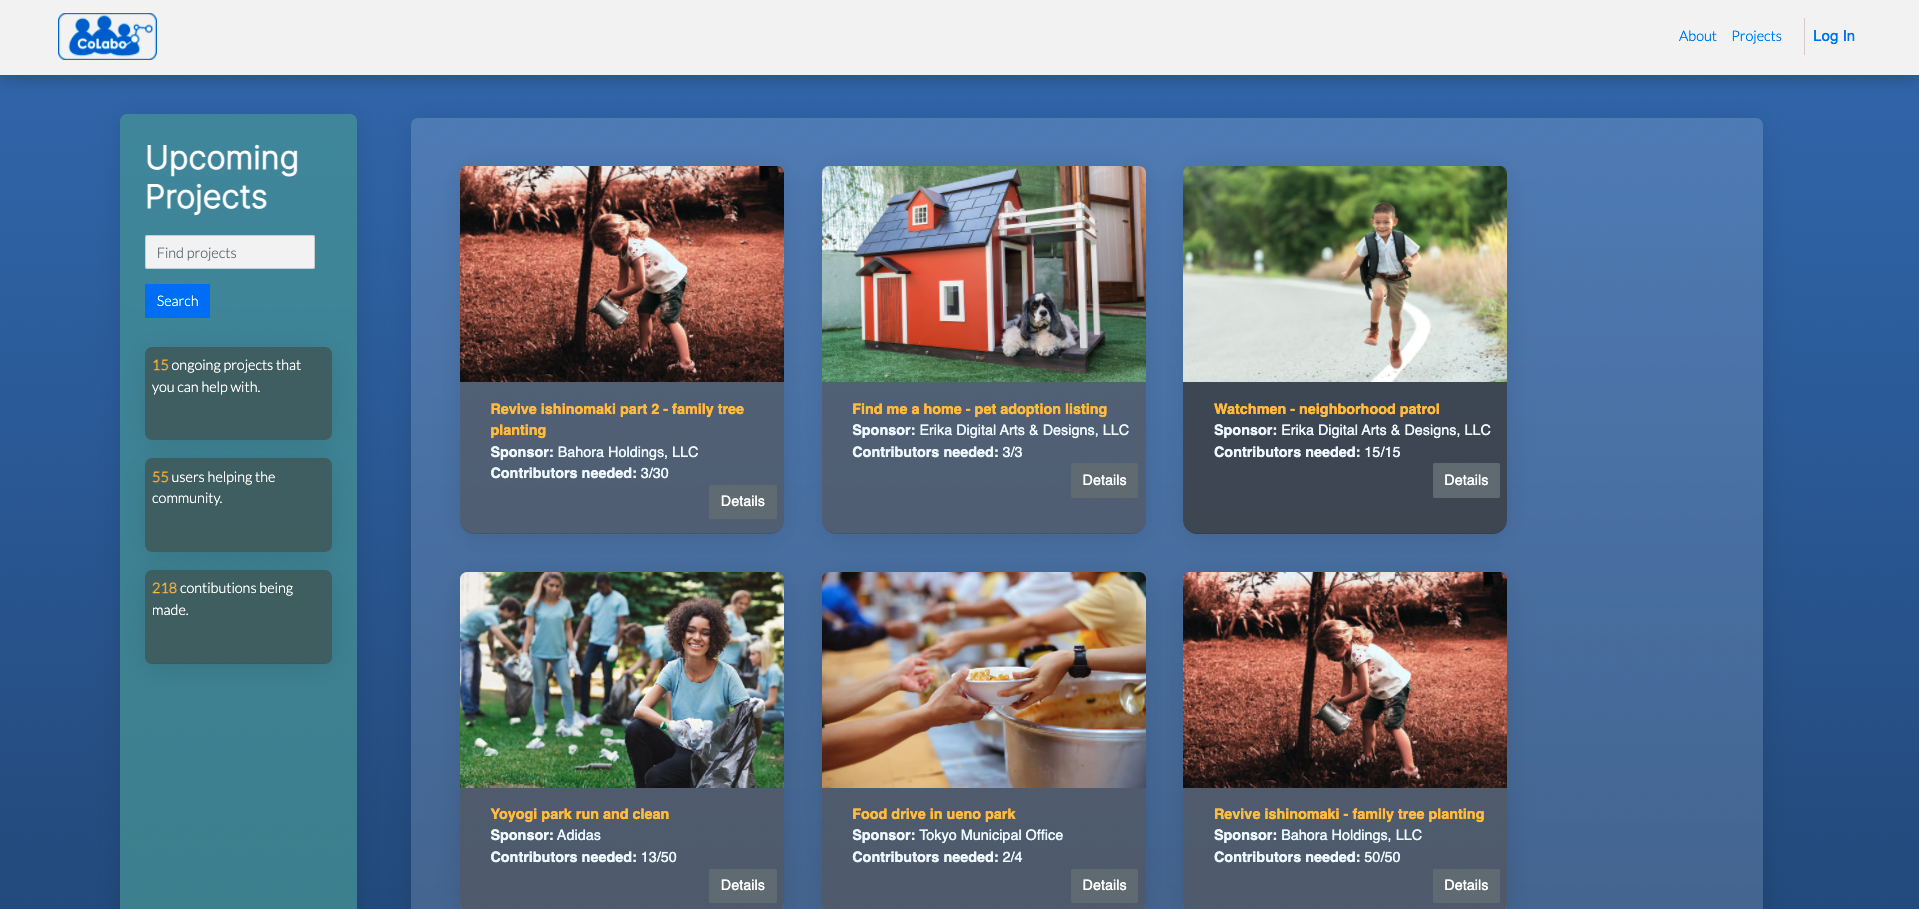 CoLabo
About Projects Log In
Upcoming
Projects
Find projects
Search
15 ongoing projects that
you can help with.
55 users helping the
community.
218 contibutions being
made.
Revive ishinomaki part 2 - family tree
planting
Sponsor: Bahora Holdings, LLC
Contributors needed: 3/30
Details
Find me a home - pet adoption listing
Sponsor: Erika Digital Arts & Designs, LLC
Contributors needed: 3/3
Details
Watchmen - neighborhood patrol
Sponsor: Erika Digital Arts & Designs, LLC
Contributors needed: 15/15
Details
Yoyogi park run and clean
Sponsor: Adidas
Contributors needed: 13/50
Details
Food drive in ueno park
Sponsor: Tokyo Municipal Office
Contributors needed: 2/4
Details
Revive ishinomaki - family tree planting
Sponsor: Bahora Holdings, LLC
Contributors needed: 50/50
Details